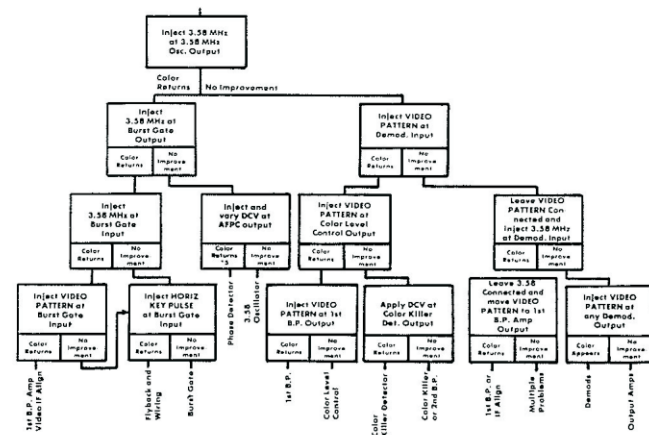 Inject 3.58 MHz
at 3.58 MHz
Osc. Output
Color
Returns
No Improvement
Inject
3.58 MHz at
Burst Gate
Output
Color
Returns
No
Improve
ment
Inject VIDEO
PATTERN at
Demod. Input
Color
Returns
No
Improve
ment
Inject
3.58 MHz at
Burst Gate
Input
Color
Returns
No
Improve
ment
Inject and
vary DCV at
AFPC output
Color
Returns
*5
No
Improve
ment
Inject VIDEO
PATTERN at
Color Level
Control Output
Color
Returns
No
Improve
ment
Leave VIDEO
PATTERN Con-
nected and
inject 3.58 MHz
at Demod. Input
Color
Returns
No
Improve
ment
Inject VIDEO
PATTERN at
Burst Gate
Input
Color
Returns
No
Improve
ment
Inject HORIZ
KEY PULSE
at Burst Gate
Input
Color
Returns
No
Improve
ment
Phase Detector
3.58
Oscillator
Inject VIDEO
PATTERN at 1st
B.P. Output
Color
Returns
No
Improve
ment
Apply DCV at
Color Killer
Det. Output
Color
Returns
No
Improve
ment
Leave 3.58
Connected and
move VIDEO
PATTERN to 1st
B.P. Amp
Output
Color
Returns
No
Improve
ment
Inject VIDEO
PATTERN at
any Demod.
Output
Color
Appears
No
Improve
ment
1st B.P. Amp
Video IF Align
Flyback and
Wiring
Burst Gate
1st B.P.
Color Level
Control
Color
Killer Detector
Color Killer
or 2nd B.P.
1st B.P. or
IF Align
Multiple
Problems
Demods
Output Amps